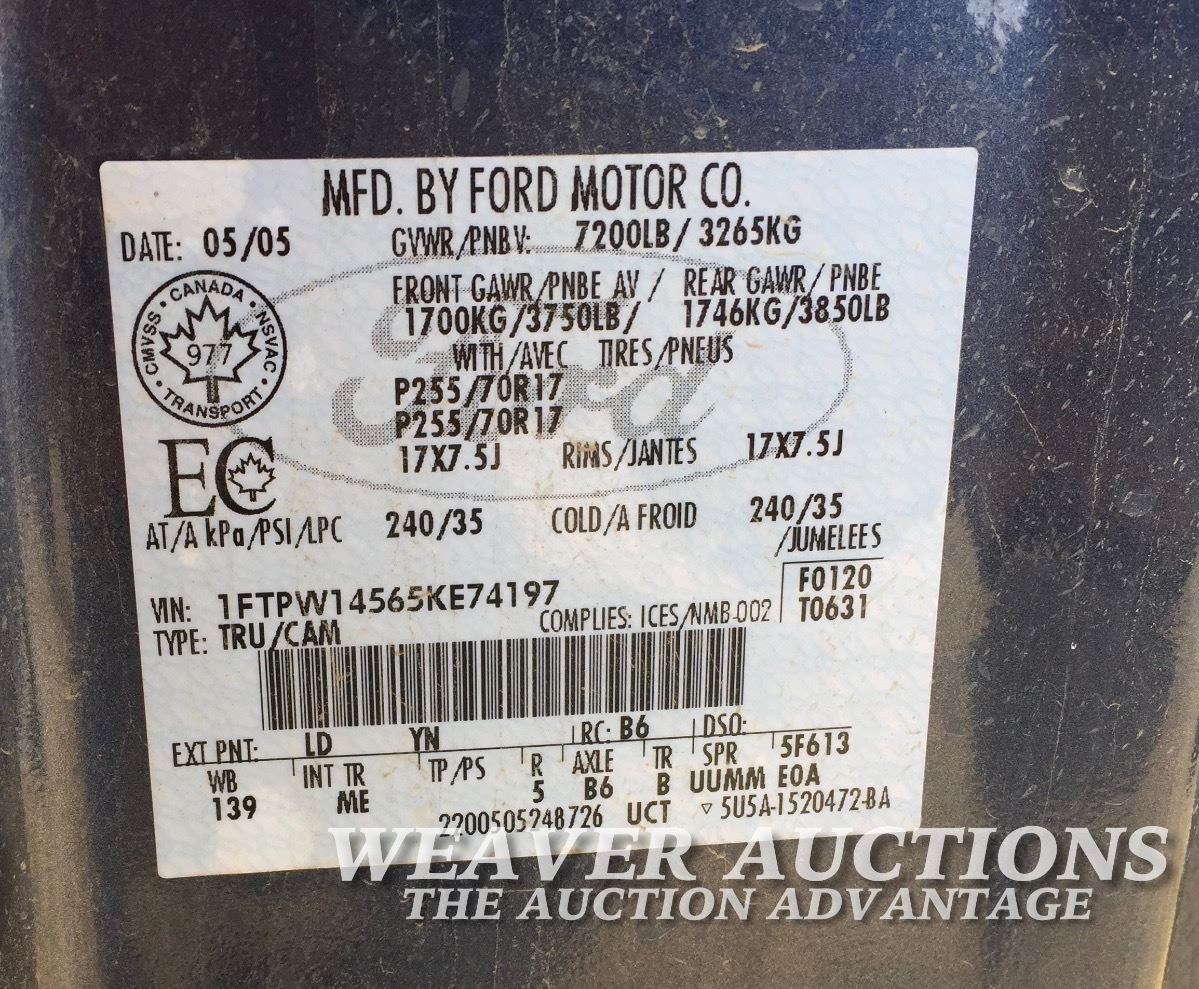 MFD. BY FORD MOTOR CO.
DATE: 05/05 GVWR/PNBV: 7200LB/ 3265KG
FRONT GAWR/PNBE AV / REAR GAWR/ PNBE
1700KG/3750LB/ 1746KG/3850LB
WITH/AVEC TIRES/PNEUS
P255/70R17
P255/70R17
17X7.5J RIMS/JANTES 17X7.5J
CANADA
CMVSS 977 NSVAC
TRANSPORT
Ford
EC
AT/A kPa/PSI/LPC 240/35 COLD/A FROID 240/35
/JUMELEES
VIN: 1FTPW14565KE74197 F0120
TYPE: TRU/CAM COMPLIES: ICES/NMB-002 T0631
EXT PNT: LD YN RC: B6 DSO:
WB INT TR TP/PS R AXLE TR SPR 5F613
139 ME 5 B6 B UUMM EOA
2200505248726 UCT ▽ 5U5A-1520472-BA
WEAVER AUCTIONS
THE AUCTION ADVANTAGE